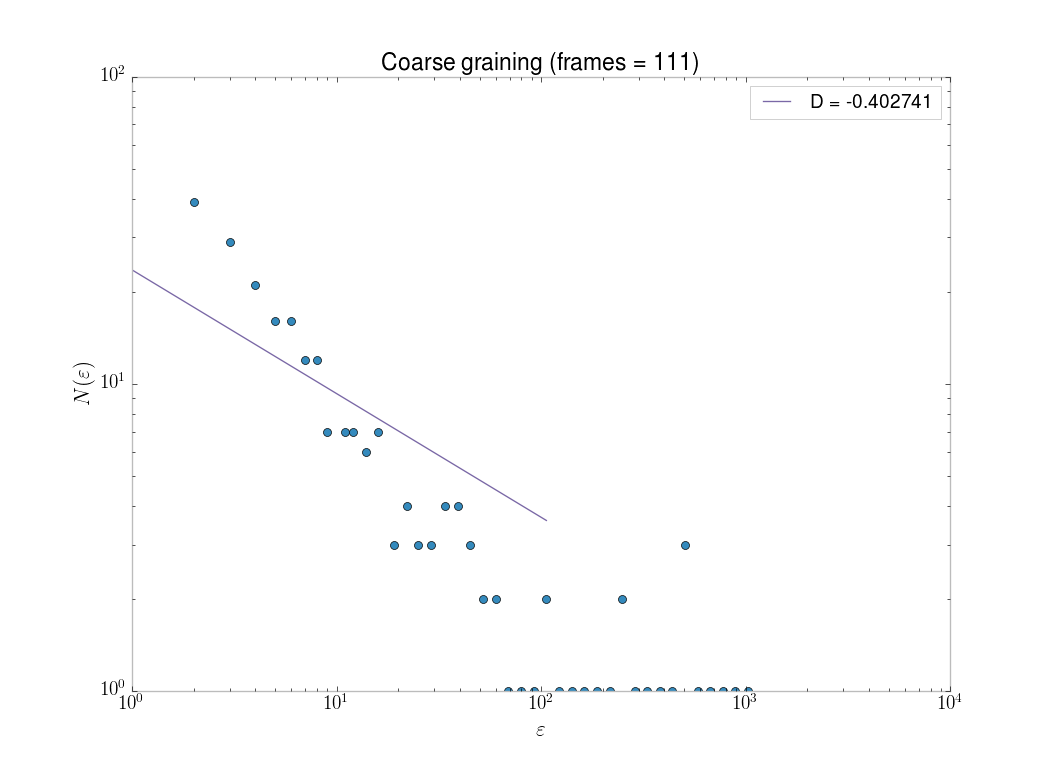 Coarse graining (frames = 111)
D = -0.402741
10²
10¹
10⁰
N(ε)
10⁰ 10¹ 10² 10³ 10⁴
ε